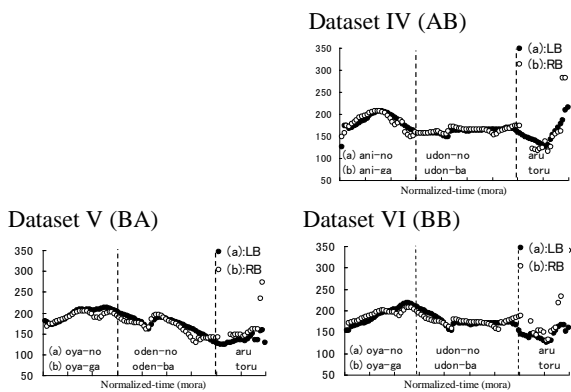 Dataset IV (AB)
350
300
250
200
150
100
50
(a):LB
(b):RB
(a) ani-no udon-no aru
(b) ani-ga udon-ba toru
Normalized-time (mora)
Dataset V (BA)
350
300
250
200
150
100
50
(a):LB
(b):RB
(a) oya-no oden-no aru
(b) oya-ga oden-ba toru
Normalized-time (mora)
Dataset VI (BB)
350
300
250
200
150
100
50
(a):LB
(b):RB
(a) oya-no udon-no aru
(b) oya-ga udon-ba toru
Normalized-time (mora)